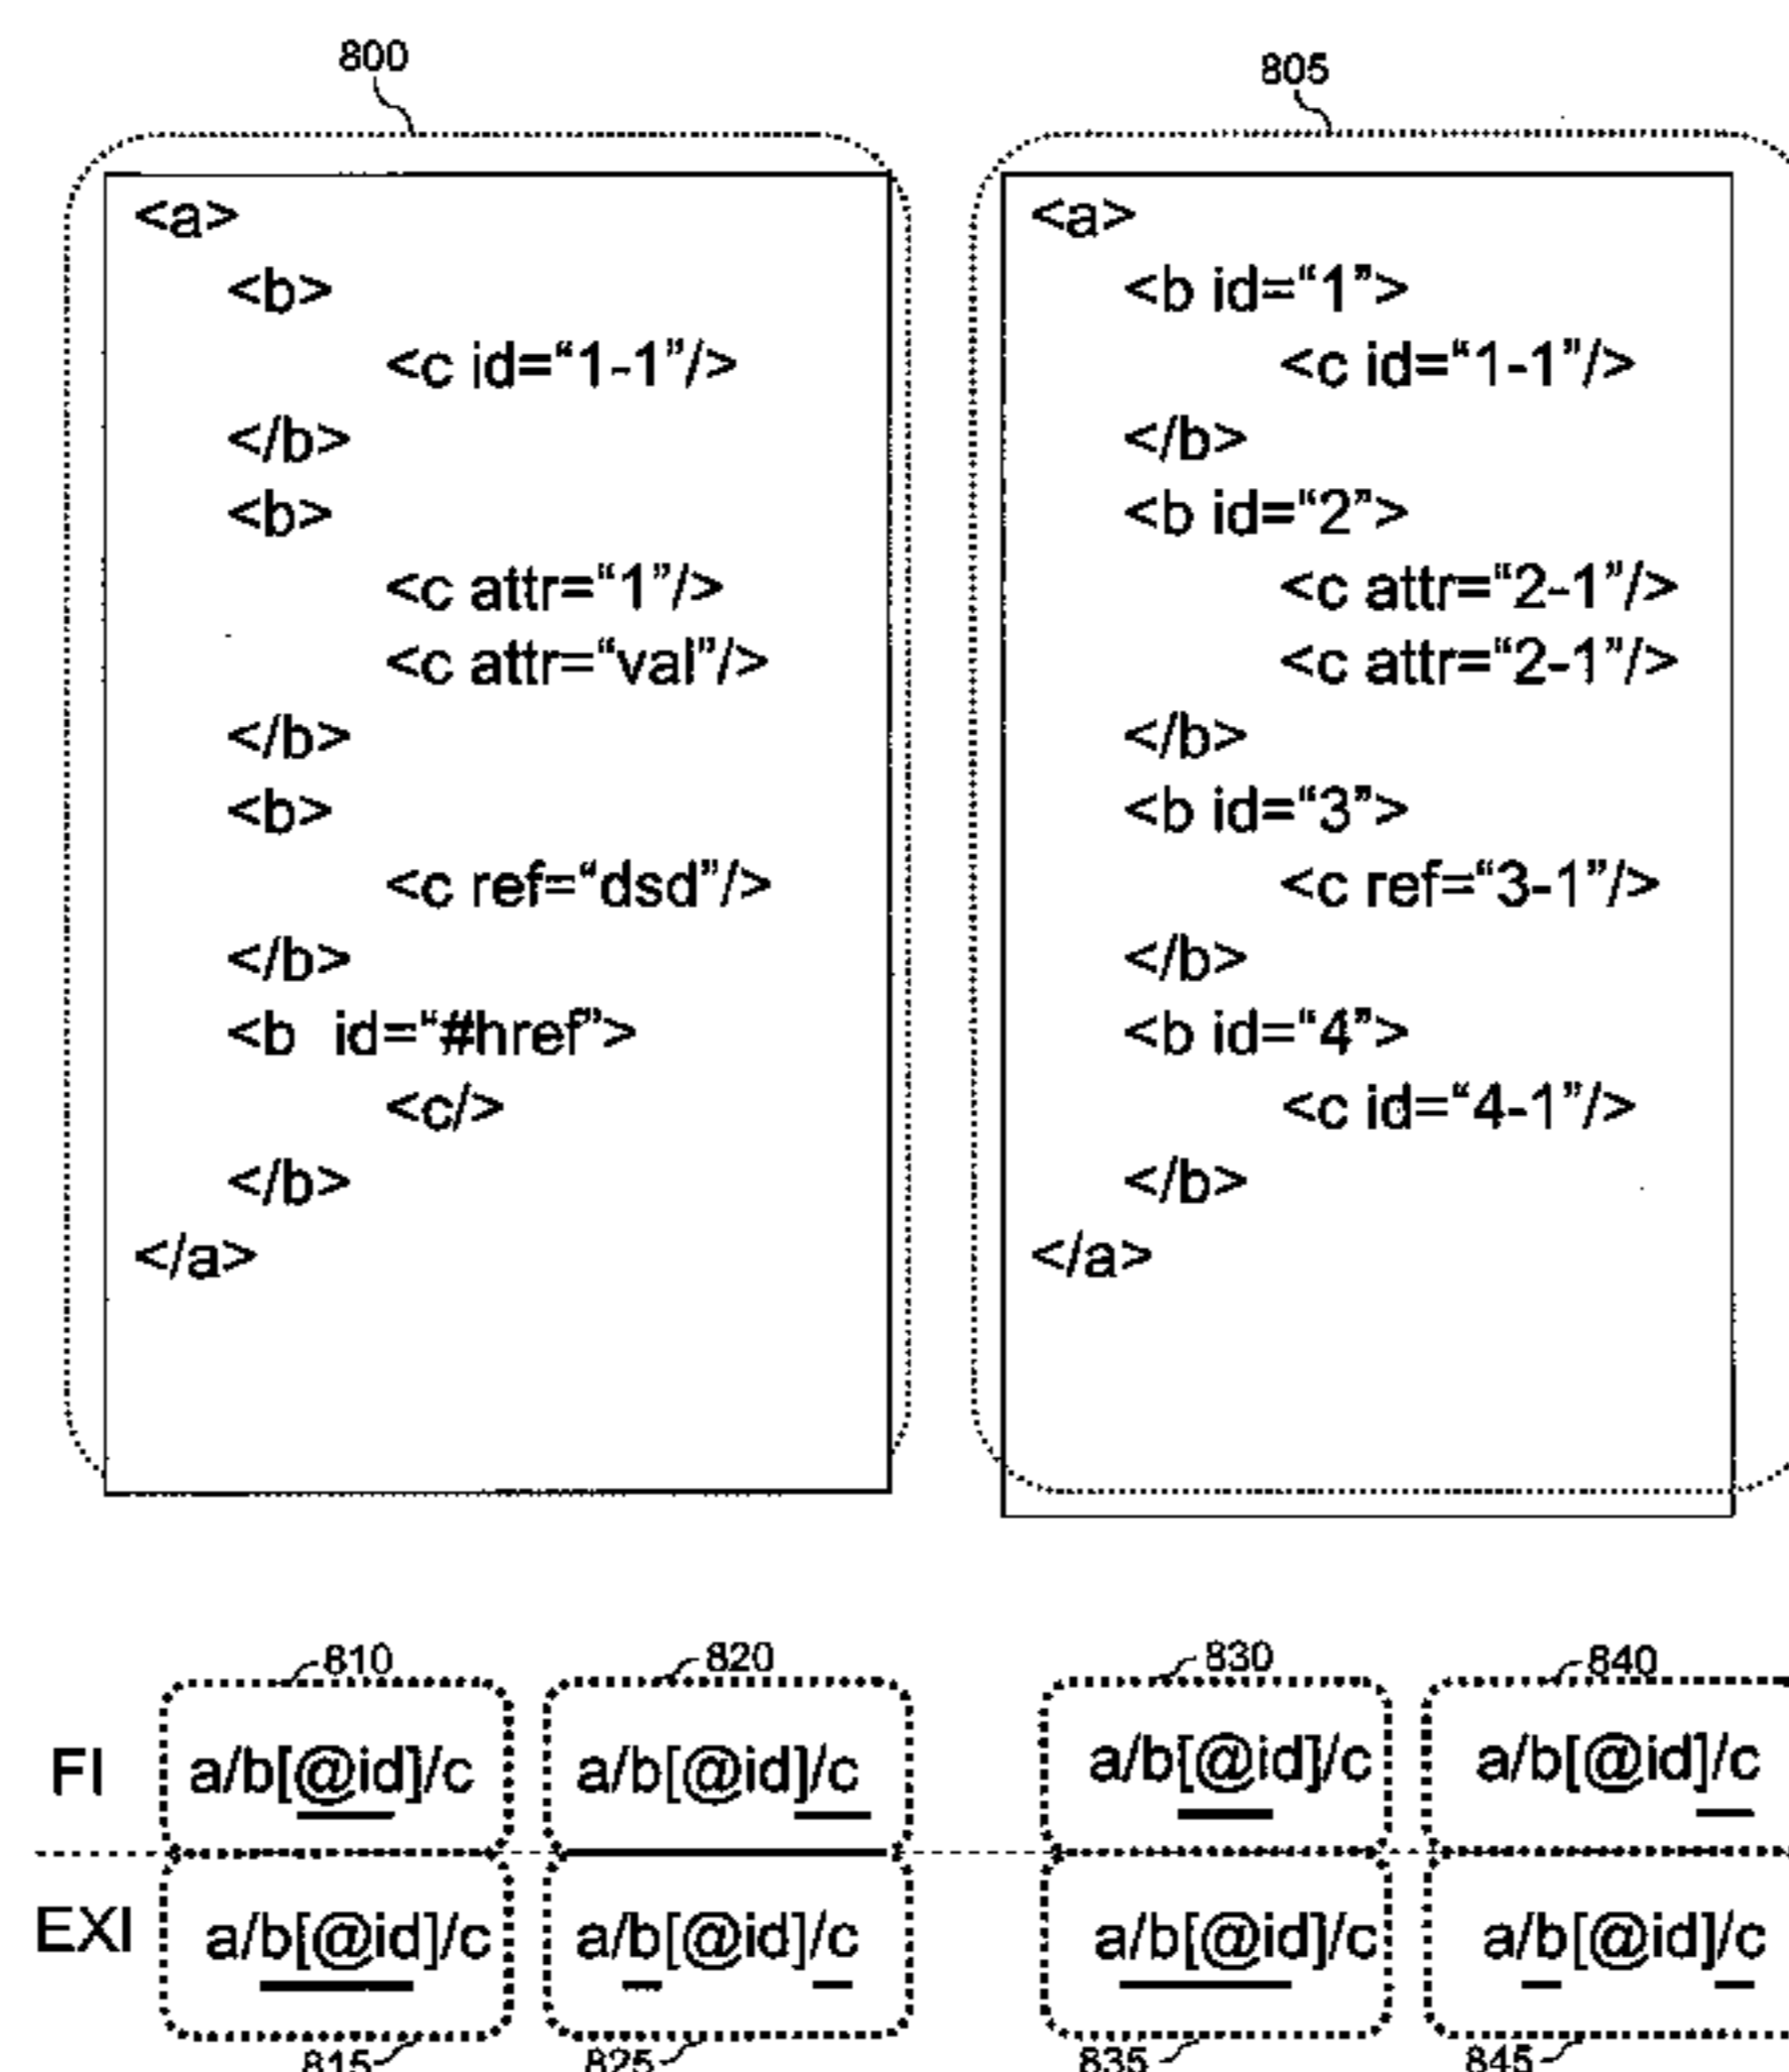 800
<a>
<b>
<c id=“1-1”/>
</b>
<b>
<c attr=“1”/>
<c attr=“val”/>
</b>
<b>
<c ref=“dsd”/>
</b>
<b id=“#href”>
<c/>
</b>
</a>
805
<a>
<b id=“1”>
<c id=“1-1”/>
</b>
<b id=“2”>
<c attr=“2-1”/>
<c attr=“2-1”/>
</b>
<b id=“3”>
<c ref=“3-1”/>
</b>
<b id=“4”>
<c id=“4-1”/>
</b>
</a>
810 820 830 840
FI a/b[@id]/c a/b[@id]/c a/b[@id]/c a/b[@id]/c
EXI a/b[@id]/c a/b[@id]/c a/b[@id]/c a/b[@id]/c
815 825 835 845